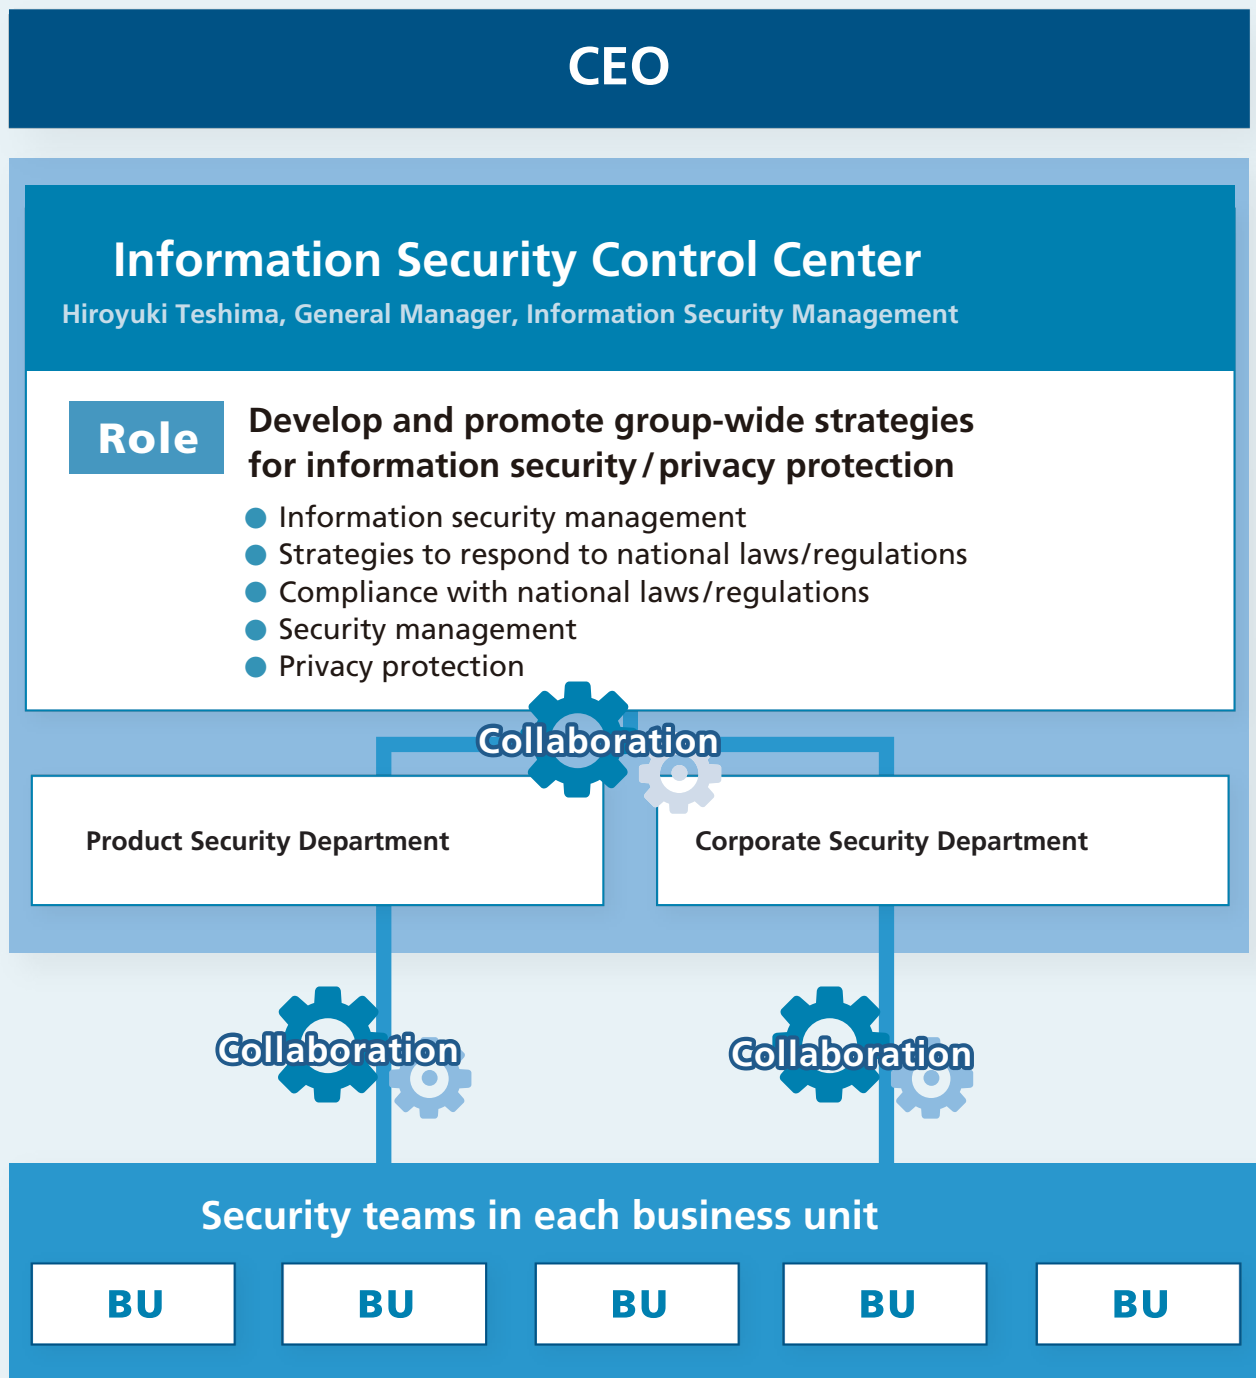 CEO
Information Security Control Center
Hiroyuki Teshima, General Manager, Information Security Management
Role
Develop and promote group-wide strategies
for information security/privacy protection
● Information security management
● Strategies to respond to national laws/regulations
● Compliance with national laws/regulations
● Security management
● Privacy protection
Collaboration
Product Security Department
Corporate Security Department
Collaboration
Collaboration
Security teams in each business unit
BU
BU
BU
BU
BU